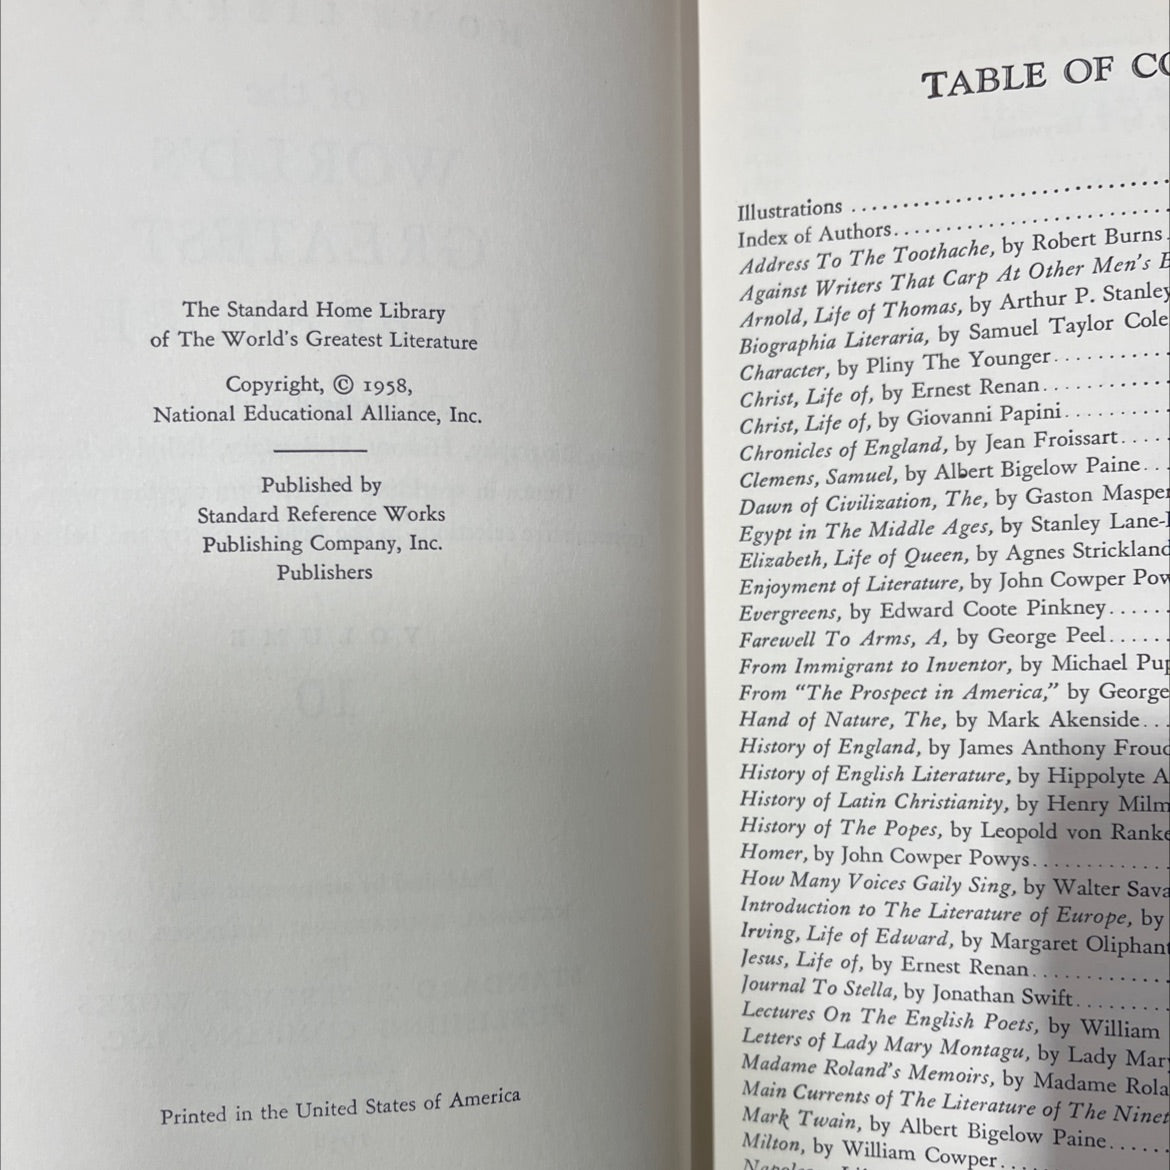 The Standard Home Library
of The World's Greatest Literature
Copyright, © 1958,
National Educational Alliance, Inc.
Published by
Standard Reference Works
Publishing Company, Inc.
Publishers
Printed in the United States of America
TABLE OF
Illustrations
Index of Authors
Address To The Toothache, by Robert Burns
Against Writers That Carp At Other Men's
Arnold, Life of Thomas, by Arthur P. Stanley
Biographia Literaria, by Samuel Taylor Cole
Character, by Pliny The Younger
Christ, Life of, by Ernest Renan
Christ, Life of, by Giovanni Papini
Chronicles of England, by Jean Froissart
Clemens, Samuel, by Albert Bigelow Paine
Dawn of Civilization, The, by Gaston Masper
Egypt in The Middle Ages, by Stanley Lane-
Elizabeth, Life of Queen, by Agnes Strickland
Enjoyment of Literature, by John Cowper Pow
Evergreens, by Edward Coote Pinkney
Farewell To Arms, A, by George Peel
From Immigrant to Inventor, by Michael Pup
From “The Prospect in America,” by George
Hand of Nature, The, by Mark Akenside
History of England, by James Anthony Froud
History of English Literature, by Hippolyte A
History of Latin Christianity, by Henry Milm
History of The Popes, by Leopold von Ranke
Homer, by John Cowper Powys
How Many Voices Gaily Sing, by Walter Sava
Introduction to The Literature of Europe, by
Irving, Life of Edward, by Margaret Oliphant
Jesus, Life of, by Ernest Renan
Journal To Stella, by Jonathan Swift
Lectures On The English Poets, by William
Letters of Lady Mary Montagu, by Lady Mary
Madame Roland's Memoirs, by Madame Rola
Main Currents of The Literature of The Ninet
Mark Twain, by Albert Bigelow Paine
Milton, by William Cowper